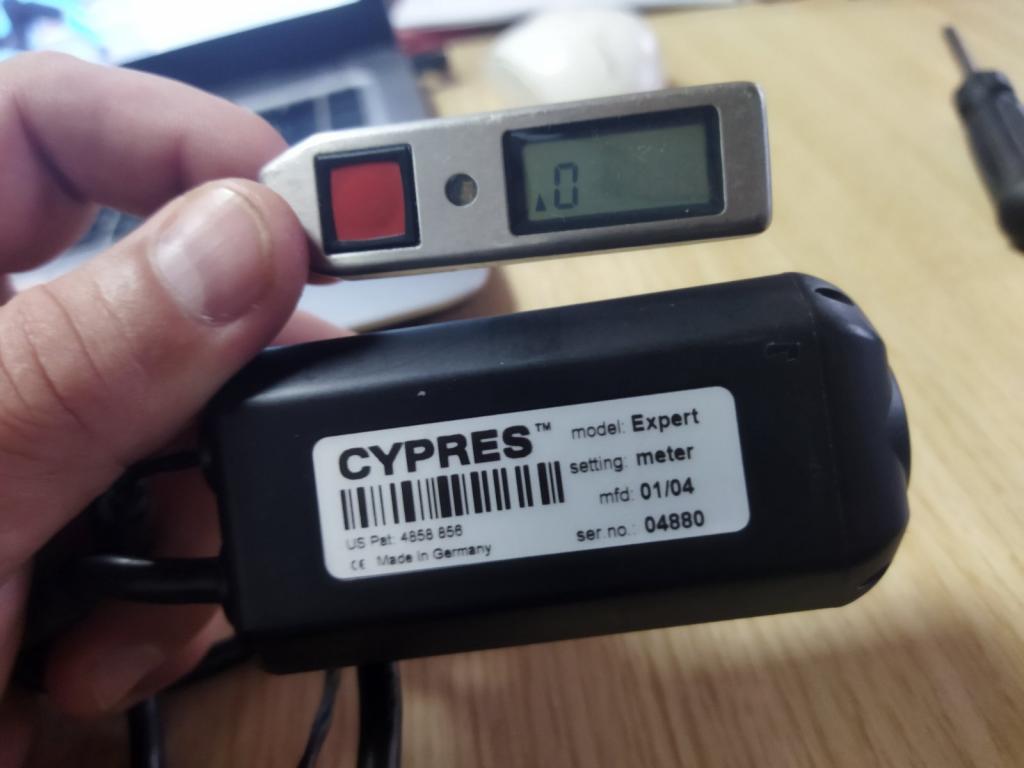 0
CYPRES™
US Pat: 4858 856
CE Made in Germany
model: Expert
setting: meter
mfd: 01/04
ser.no.: 04880